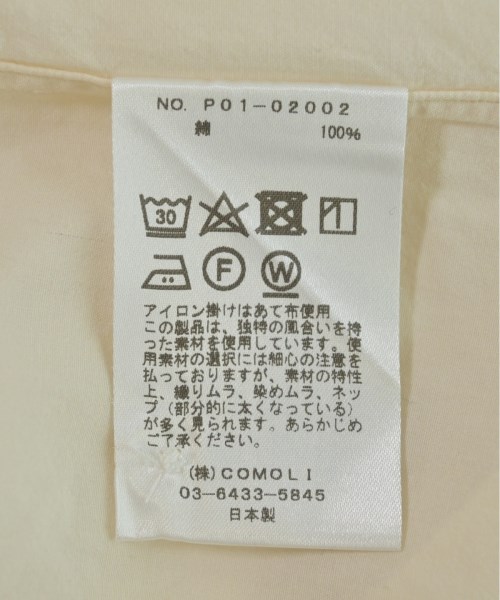 NO. P01-02002
綿 100%
30
F W
アイロン掛けはあて布使用
この製品は、独特の風合いを持
った素材を使用しています。使
用素材の選択には細心の注意を
払っておりますが、素材の特性
上、織りムラ、染めムラ、ネッ
プ（部分的に太くなっている）
が多く見られます。あらかじめ
ご了承ください。
(株)COMOLI
03-6433-5845
日本製